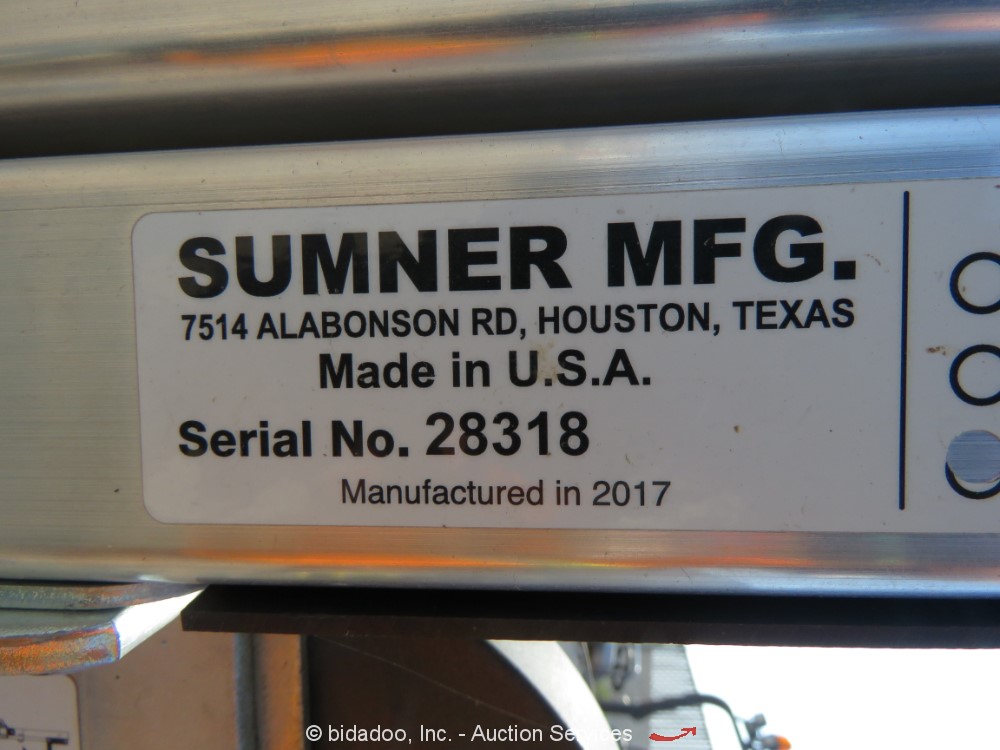 SUMNER MFG.
7514 ALABONSON RD, HOUSTON, TEXAS
Made in U.S.A.
Serial No. 28318
Manufactured in 2017
© bidadoo, Inc. - Auction Services